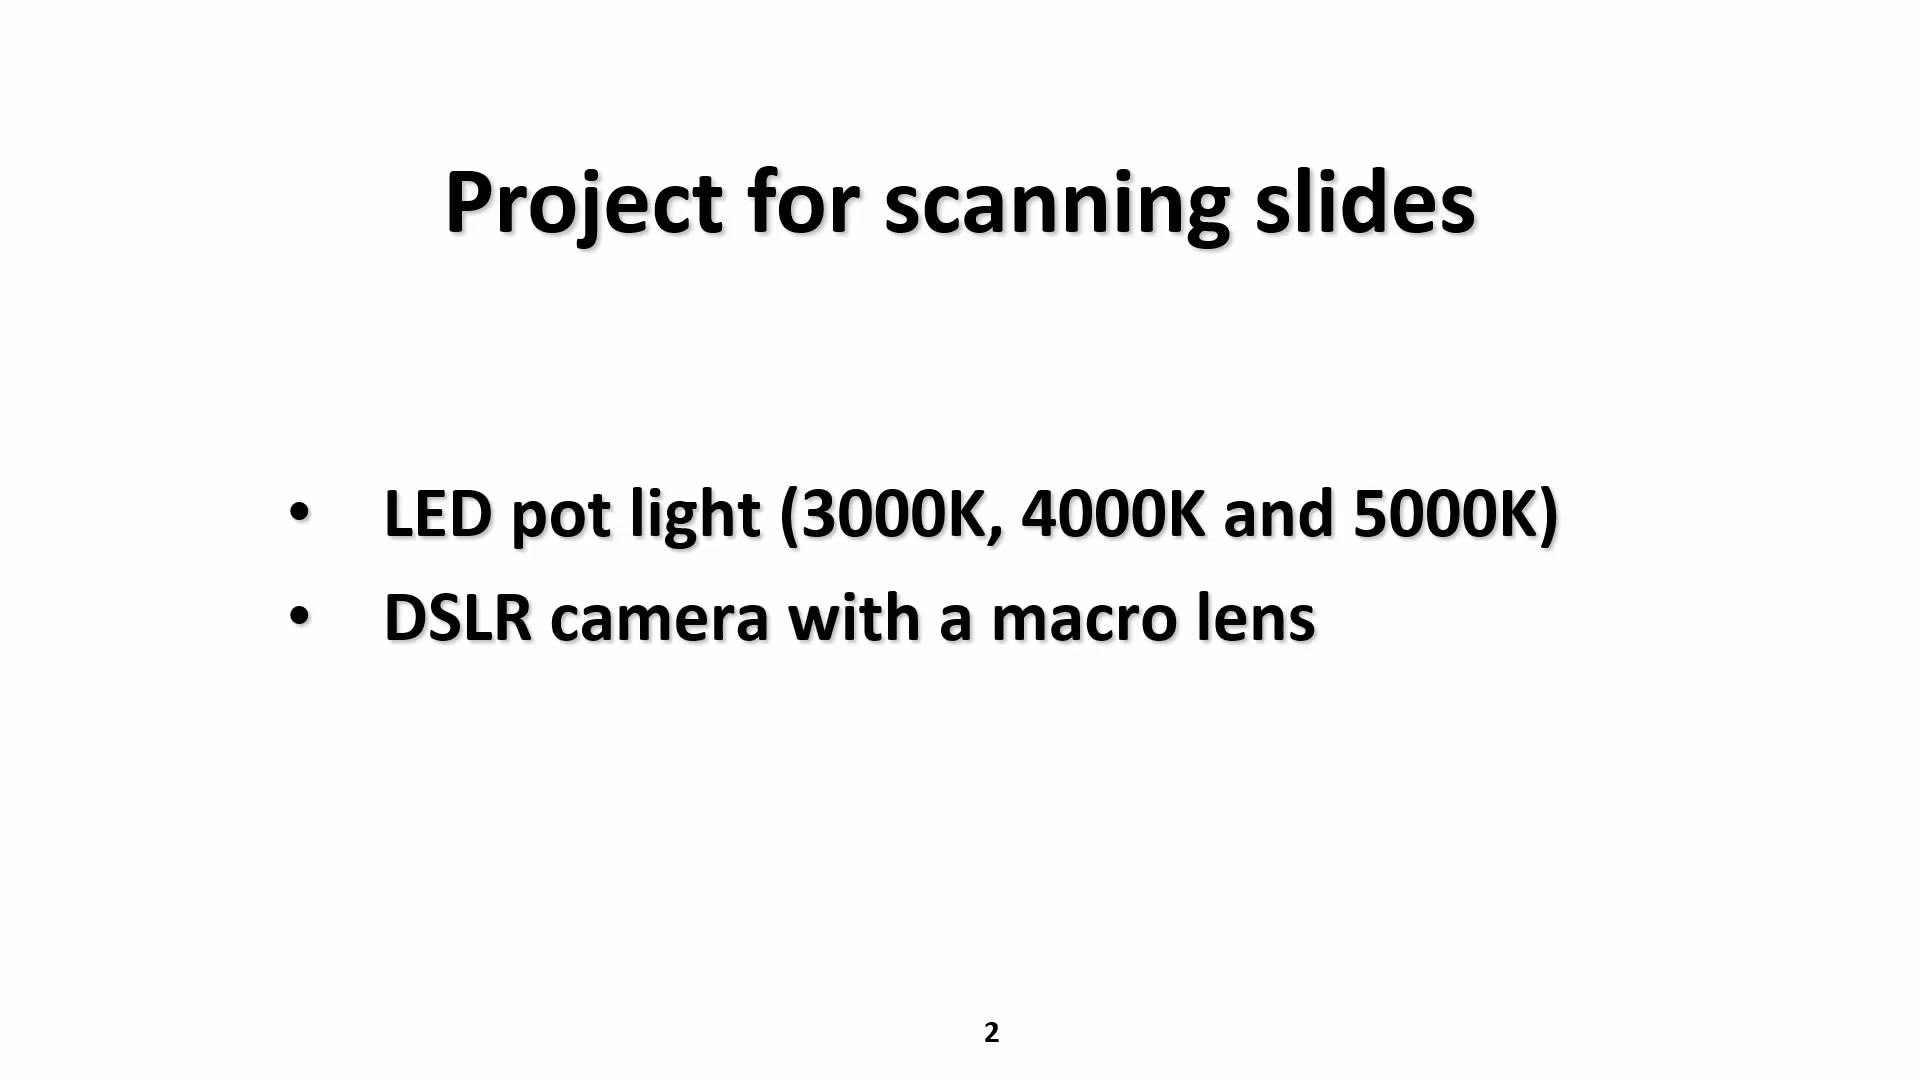 Project for scanning slides
• LED pot light (3000K, 4000K and 5000K)
• DSLR camera with a macro lens
2